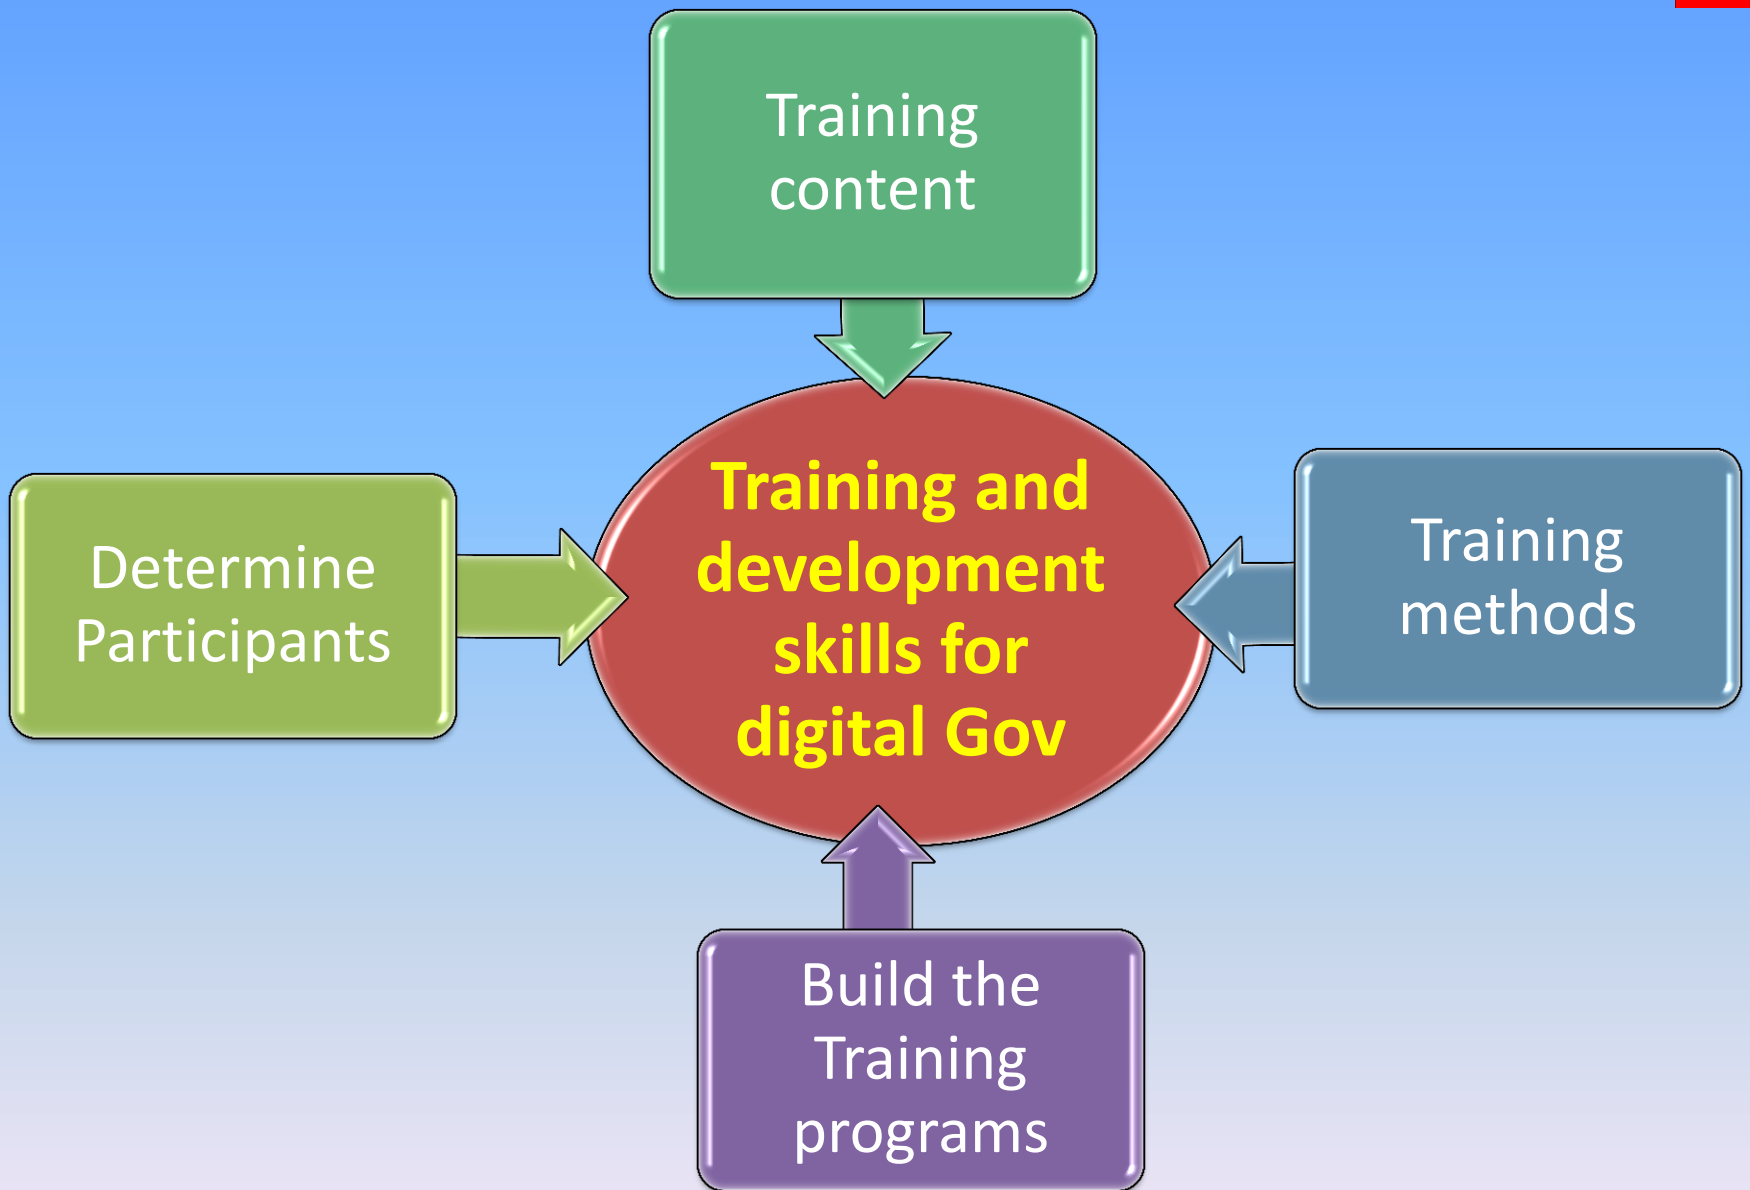 Training
content
Determine
Participants
Training and
development
skills for
digital Gov
Training
methods
Build the
Training
programs